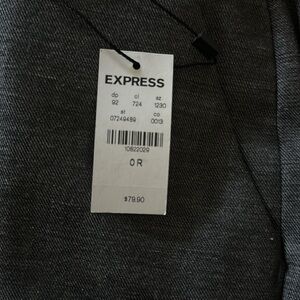 EXPRESS
dp cl sz
92 724 1230
st co
07249489 0013
10822029
0 R
$79.90